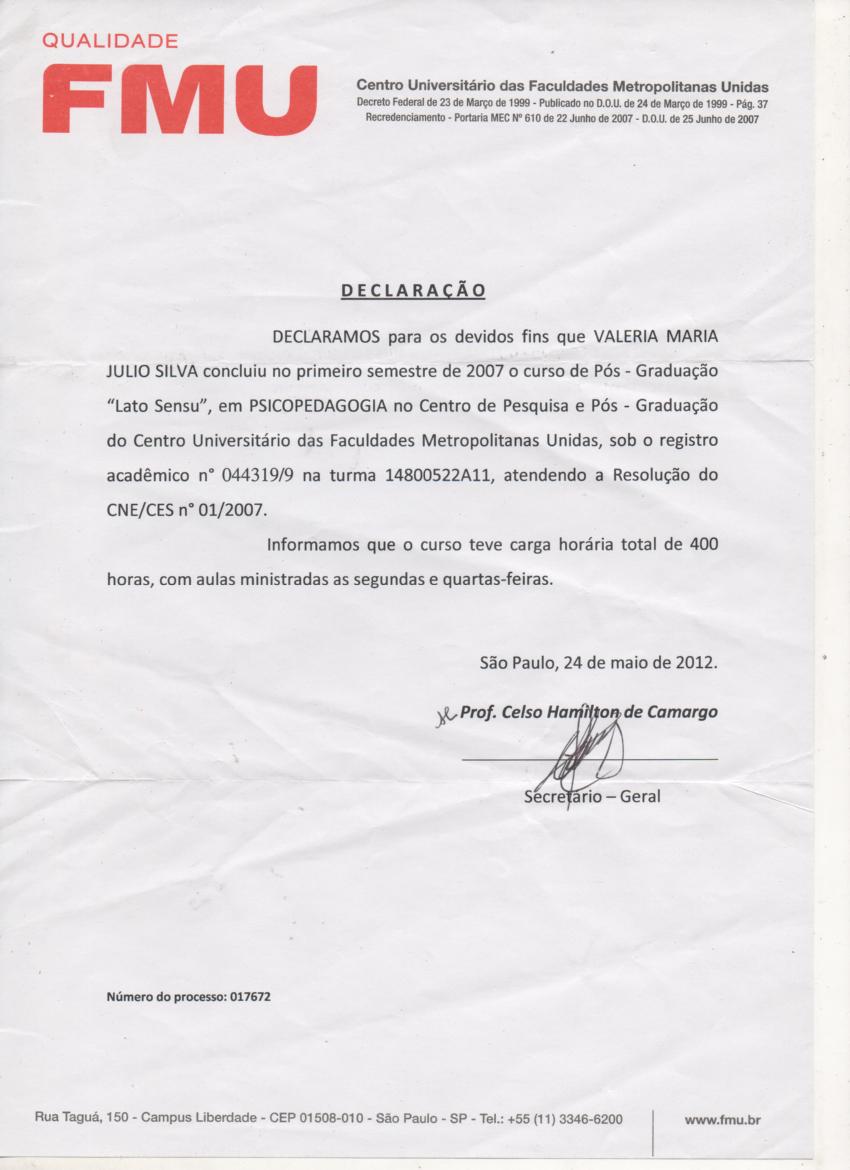 QUALIDADE
FMU
Centro Universitário das Faculdades Metropolitanas Unidas
Decreto Federal de 23 de Março de 1999 - Publicado no D.O.U. de 24 de Março de 1999 - Pág. 37
Recredenciamento - Portaria MEC Nº 610 de 22 Junho de 2007 - D.O.U. de 25 Junho de 2007
DECLARAÇÃO
DECLARAMOS para os devidos fins que VALERIA MARIA
JULIO SILVA concluiu no primeiro semestre de 2007 o curso de Pós - Graduação
“Lato Sensu”, em PSICOPEDAGOGIA no Centro de Pesquisa e Pós - Graduação
do Centro Universitário das Faculdades Metropolitanas Unidas, sob o registro
acadêmico n° 044319/9 na turma 14800522A11, atendendo a Resolução do
CNE/CES n° 01/2007.
Informamos que o curso teve carga horária total de 400
horas, com aulas ministradas as segundas e quartas-feiras.
São Paulo, 24 de maio de 2012.
Prof. Celso Hamilton de Camargo
Secretário – Geral
Número do processo: 017672
Rua Taguá, 150 - Campus Liberdade - CEP 01508-010 - São Paulo - SP - Tel.: +55 (11) 3346-6200
www.fmu.br